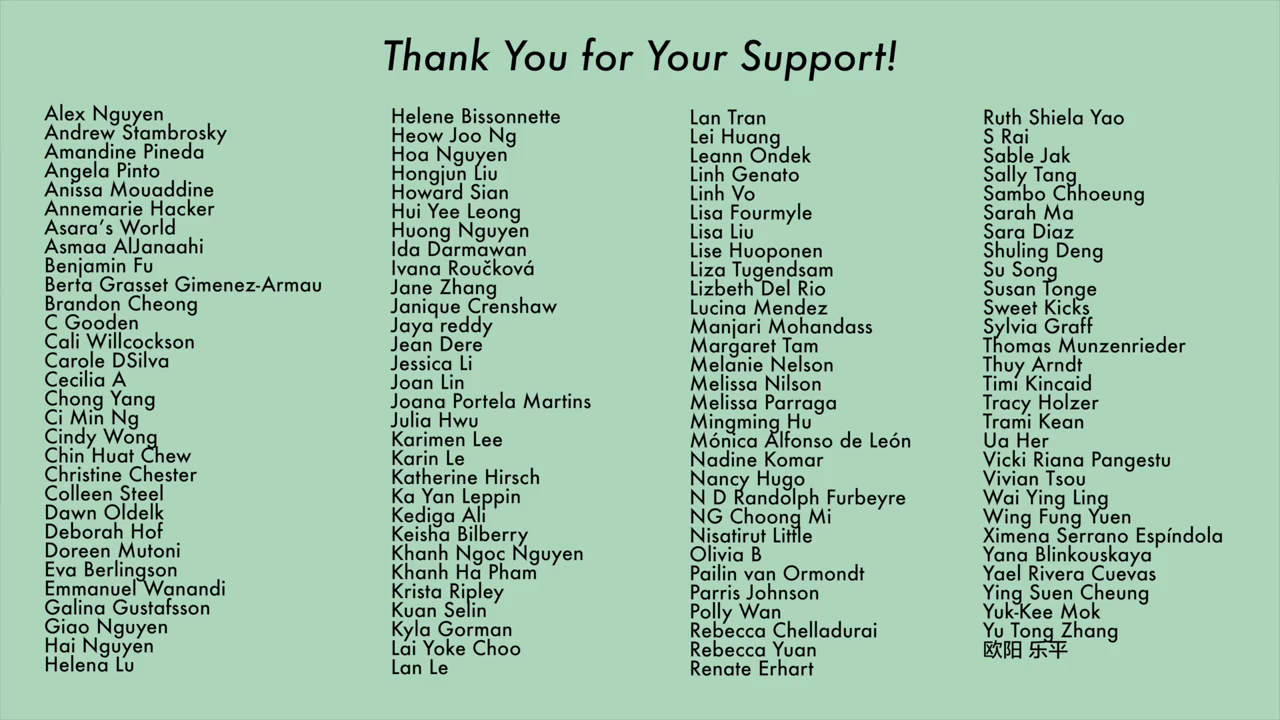 Thank You for Your Support!
Alex Nguyen
Andrew Stambrosky
Amandine Pineda
Angela Pinto
Anissa Mouaddine
Annemarie Hacker
Asara's World
Asmaa AlJanaahi
Benjamin Fu
Berta Grasset Gimenez-Armau
Brandon Cheong
C Gooden
Cali Willcockson
Carole DSilva
Cecilia A
Chong Yang
Ci Min Ng
Cindy Wong
Chin Huat Chew
Christine Chester
Colleen Steel
Dawn Oldelk
Deborah Hof
Doreen Mutoni
Eva Berlingson
Emmanuel Wanandi
Galina Gustafsson
Giao Nguyen
Hai Nguyen
Helena Lu
Helene Bissonnette
Heow Joo Ng
Hoa Nguyen
Hongjun Liu
Howard Sian
Hui Yee Leong
Huong Nguyen
Ida Darmawan
Ivana Roučková
Jane Zhang
Janique Crenshaw
Jaya reddy
Jean Dere
Jessica Li
Joan Lin
Joana Portela Martins
Julia Hwu
Karimen Lee
Karin Le
Katherine Hirsch
Ka Yan Leppin
Kediga Ali
Keisha Bilberry
Khanh Ngoc Nguyen
Khanh Ha Pham
Krista Ripley
Kuan Selin
Kyla Gorman
Lai Yoke Choo
Lan Le
Lan Tran
Lei Huang
Leann Ondek
Linh Genato
Linh Vo
Lisa Fourmyle
Lisa Liu
Lise Huoponen
Liza Tugendsam
Lizbeth Del Rio
Lucina Mendez
Manjari Mohandass
Margaret Tam
Melanie Nelson
Melissa Nilson
Melissa Parraga
Mingming Hu
Mónica Alfonso de León
Nadine Komar
Nancy Hugo
N D Randolph Furbeyre
NG Choong Mi
Nisatirut Little
Olivia B
Pailin van Ormondt
Parris Johnson
Polly Wan
Rebecca Chelladurai
Rebecca Yuan
Renate Erhart
Ruth Shiela Yao
S Rai
Sable Jak
Sally Tang
Sambo Chhoeung
Sarah Ma
Sara Diaz
Shuling Deng
Su Song
Susan Tonge
Sweet Kicks
Sylvia Graff
Thomas Munzenrieder
Thuy Arndt
Timi Kincaid
Tracy Holzer
Trami Kean
Ua Her
Vicki Riana Pangestu
Vivian Tsou
Wai Ying Ling
Wing Fung Yuen
Ximena Serrano Espíndola
Yana Blinkouskaya
Yael Rivera Cuevas
Ying Suen Cheung
Yuk-Kee Mok
Yu Tong Zhang
欧阳 乐平